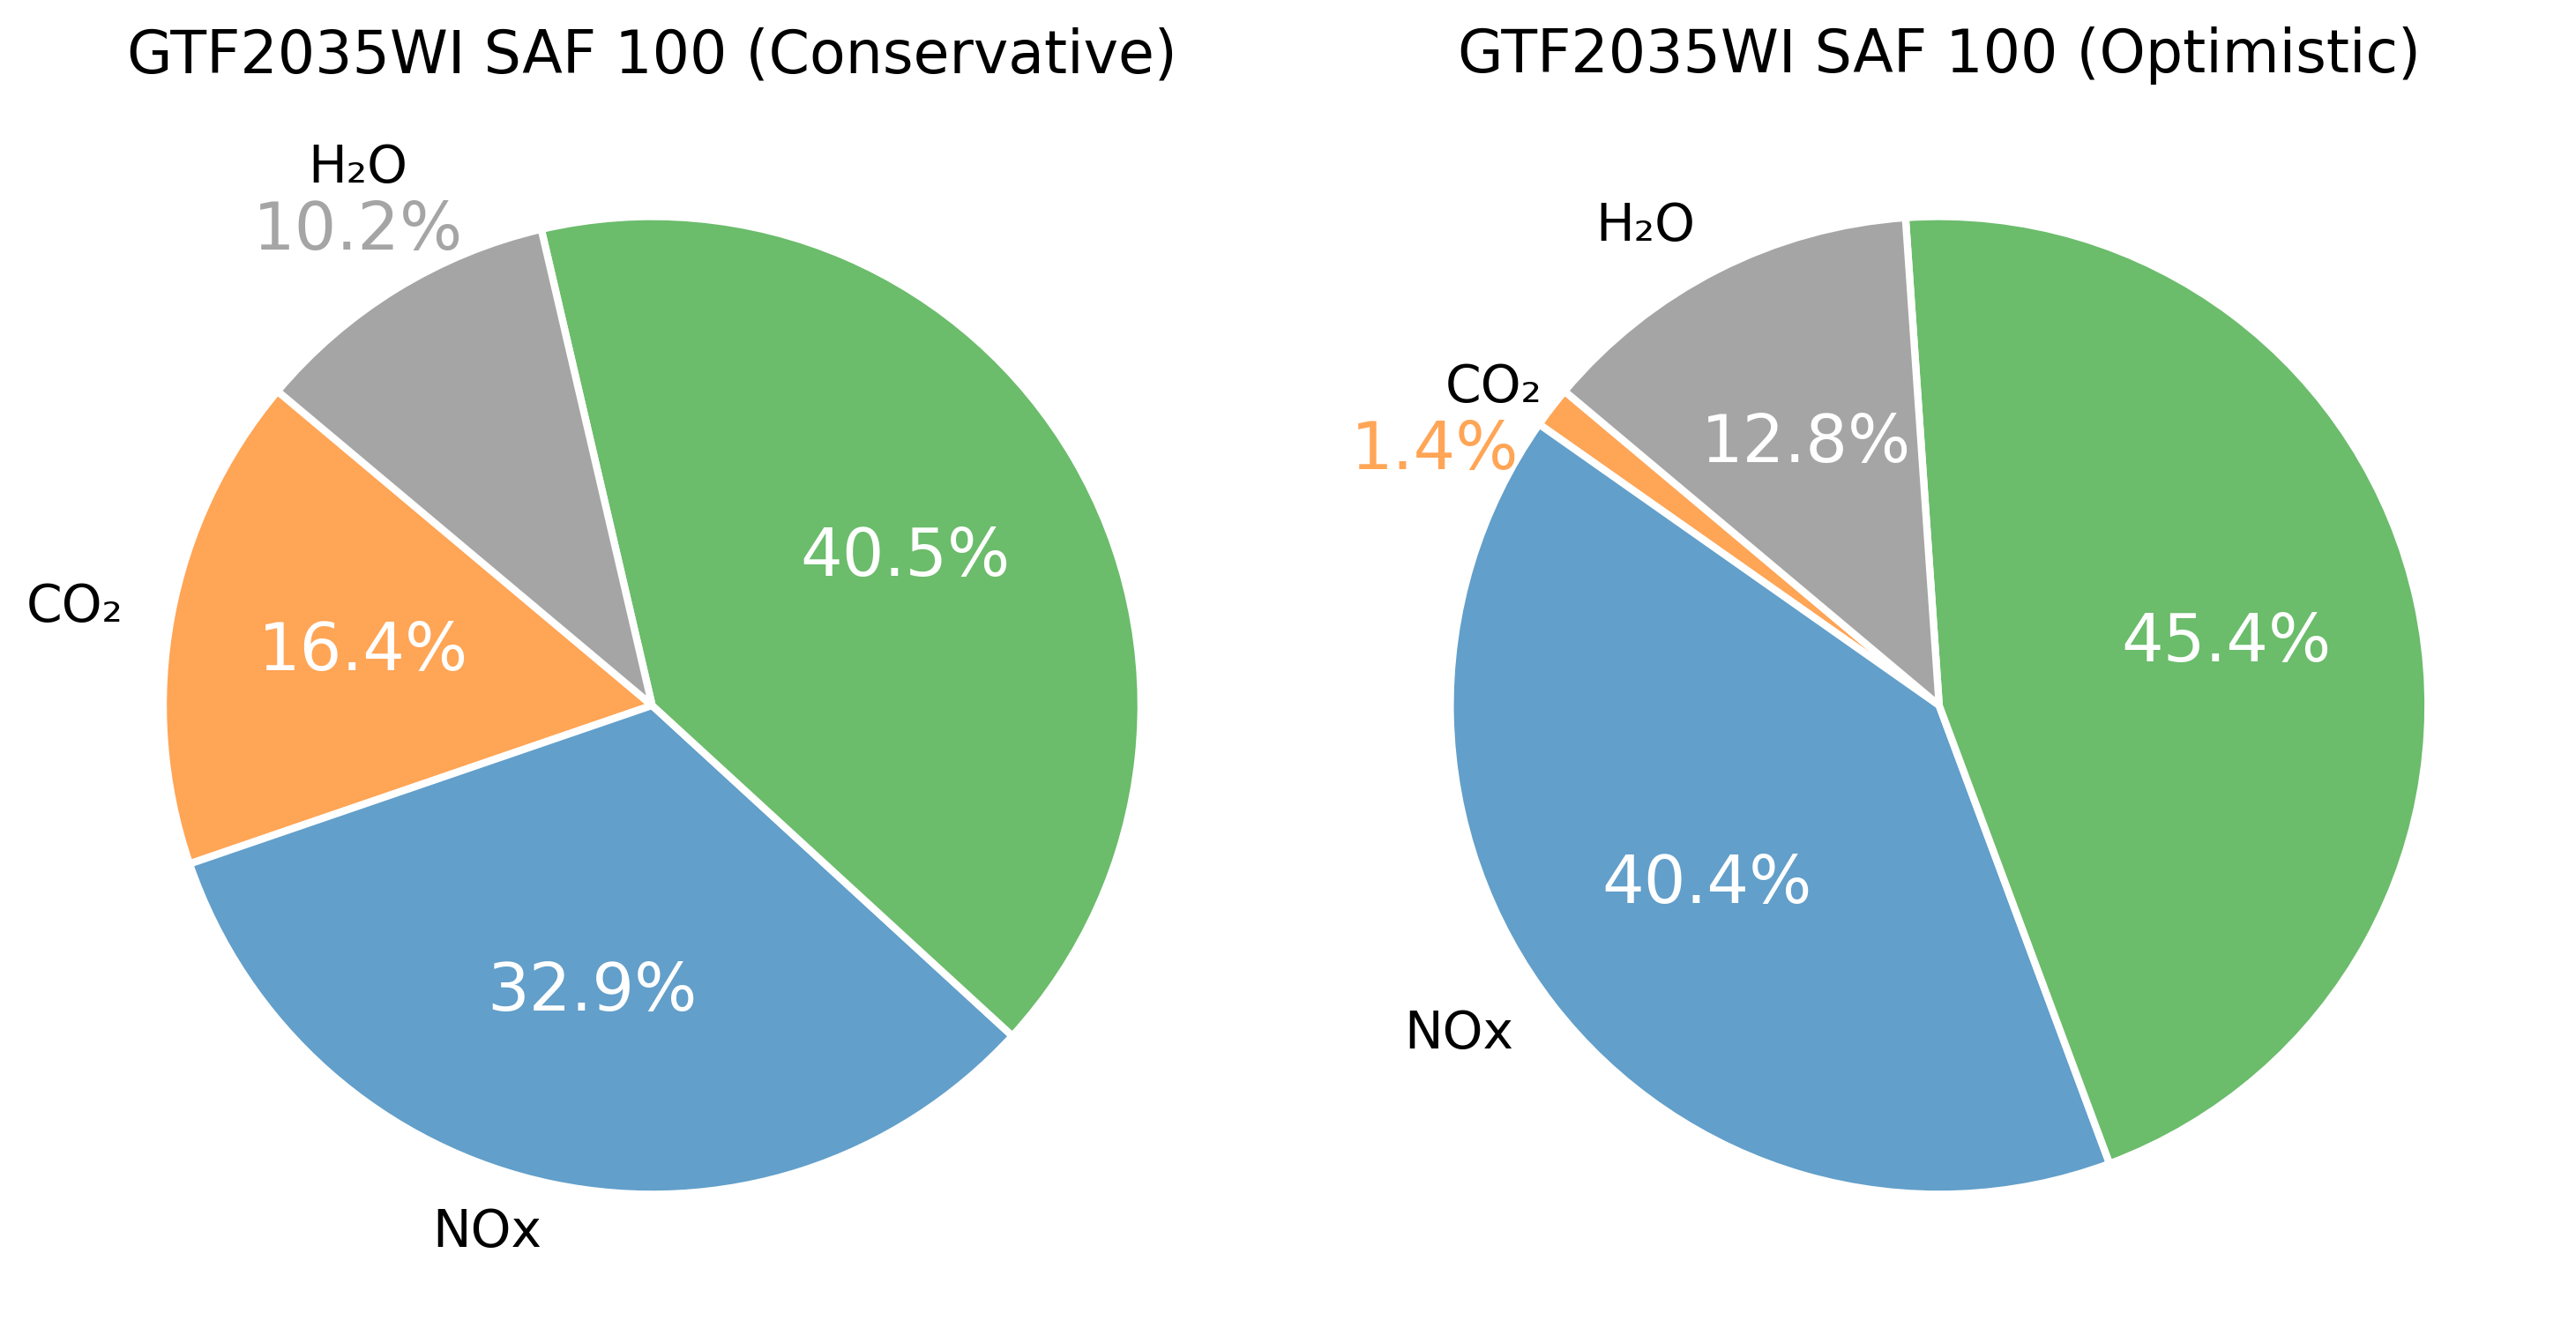 GTF2035WI SAF 100 (Conservative)
H₂O
10.2%
40.5%
CO₂
16.4%
32.9%
NOx
GTF2035WI SAF 100 (Optimistic)
H₂O
CO₂
1.4%
12.8%
45.4%
40.4%
NOx